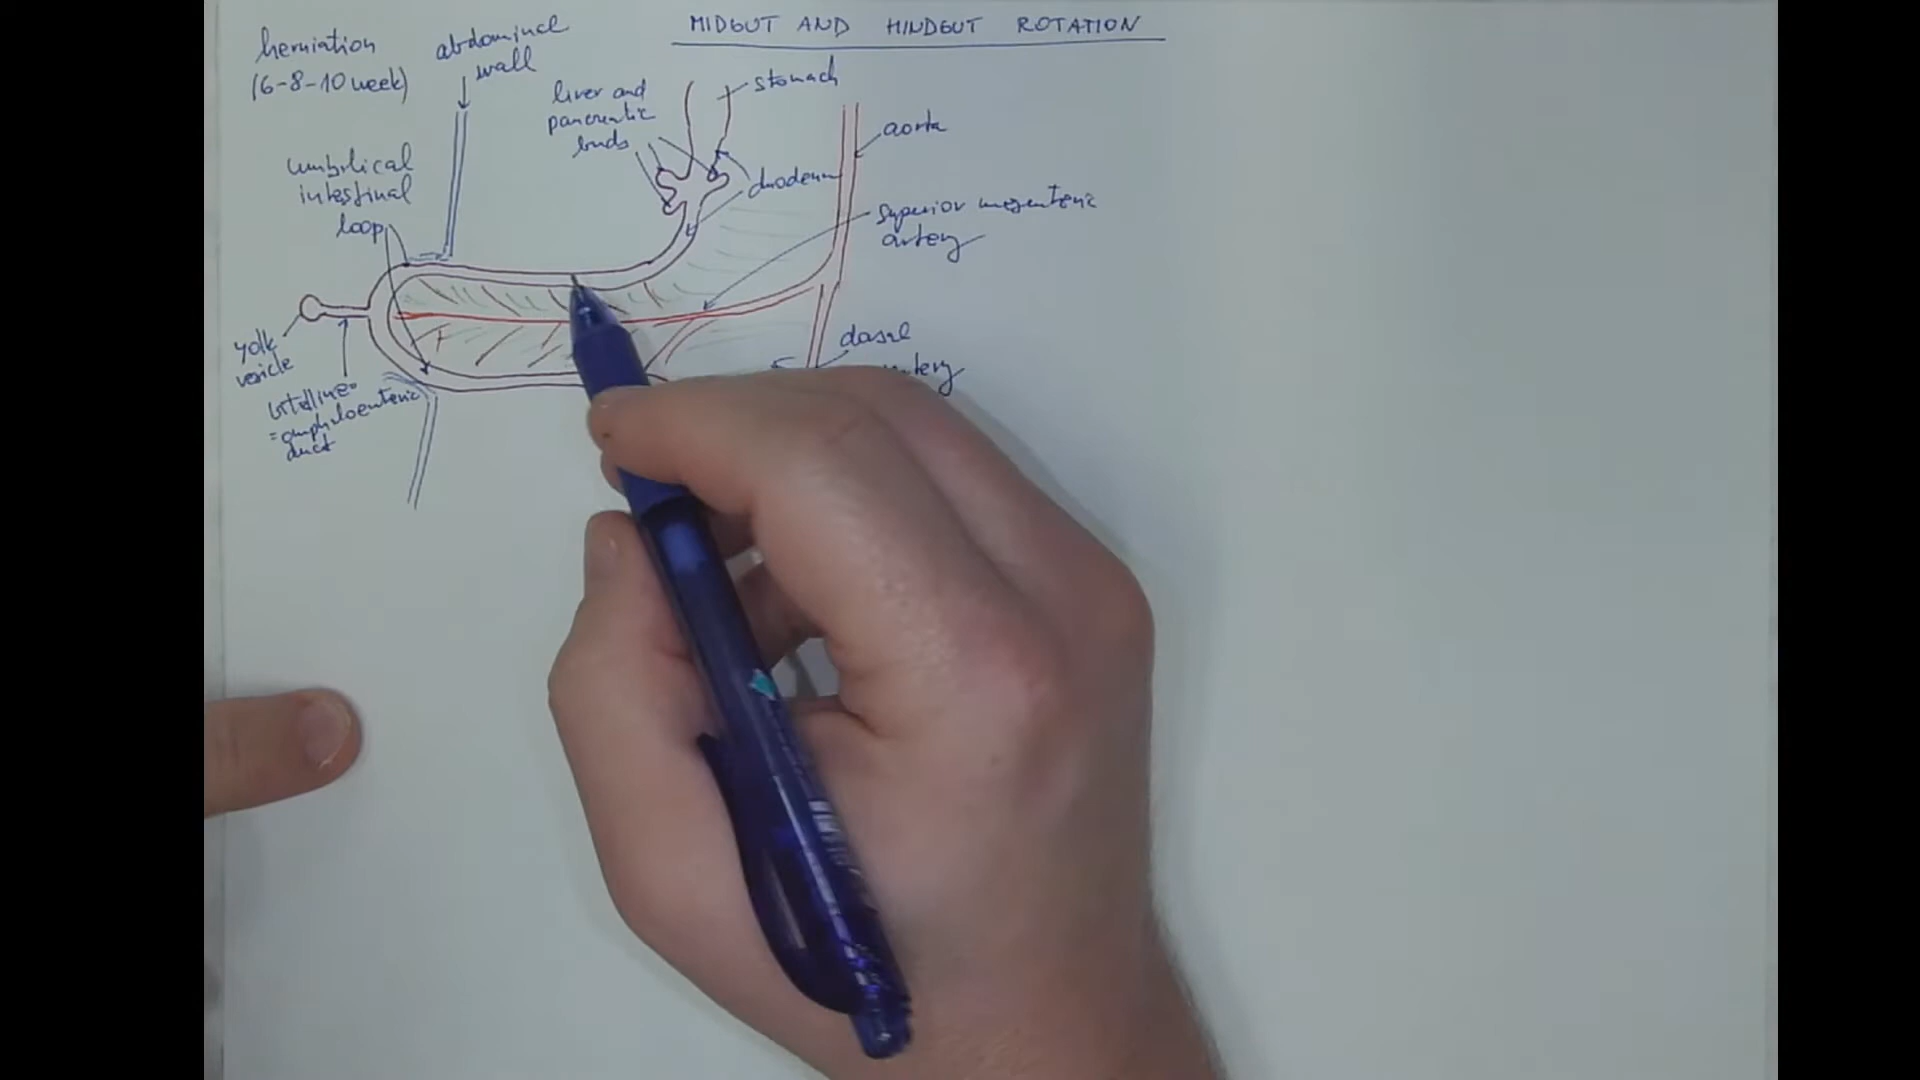 MIDGUT AND HINDGUT ROTATION
herniation
(6-8-10 week)
abdominal
wall
liver and
pancreatic
buds
stomach
aorta
umbilical
intestinal
loop
duodenum
superior mesenteric
artery
yolk
vesicle
vitelline=
=omphaloenteric
duct